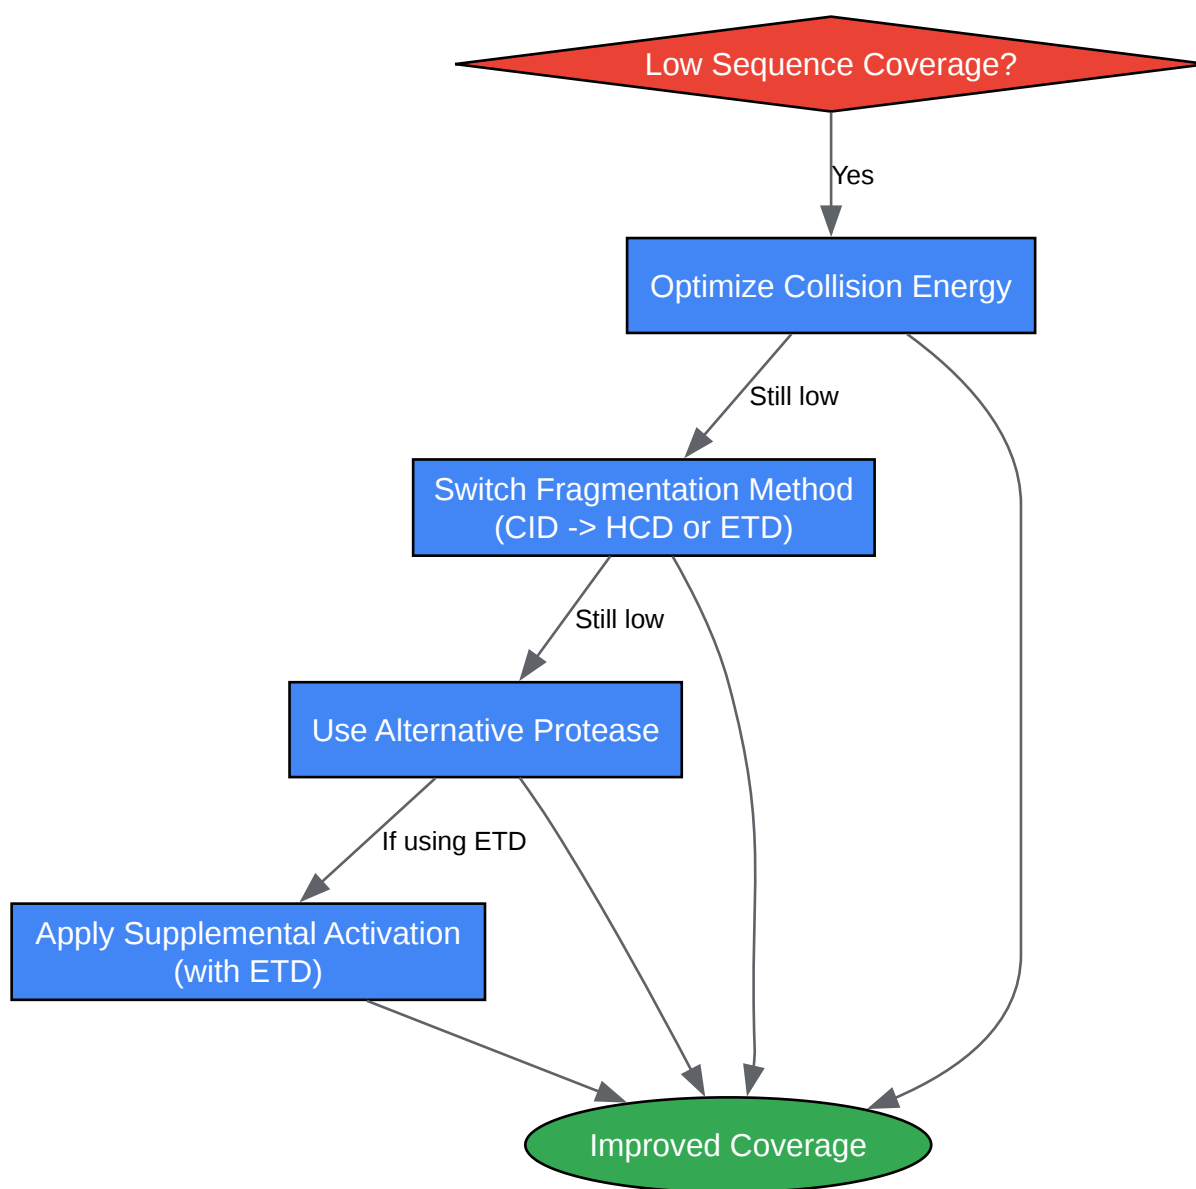 Low Sequence Coverage?
Yes
Optimize Collision Energy
Still low
Switch Fragmentation Method
(CID -> HCD or ETD)
Still low
Use Alternative Protease
If using ETD
Apply Supplemental Activation
(with ETD)
Improved Coverage